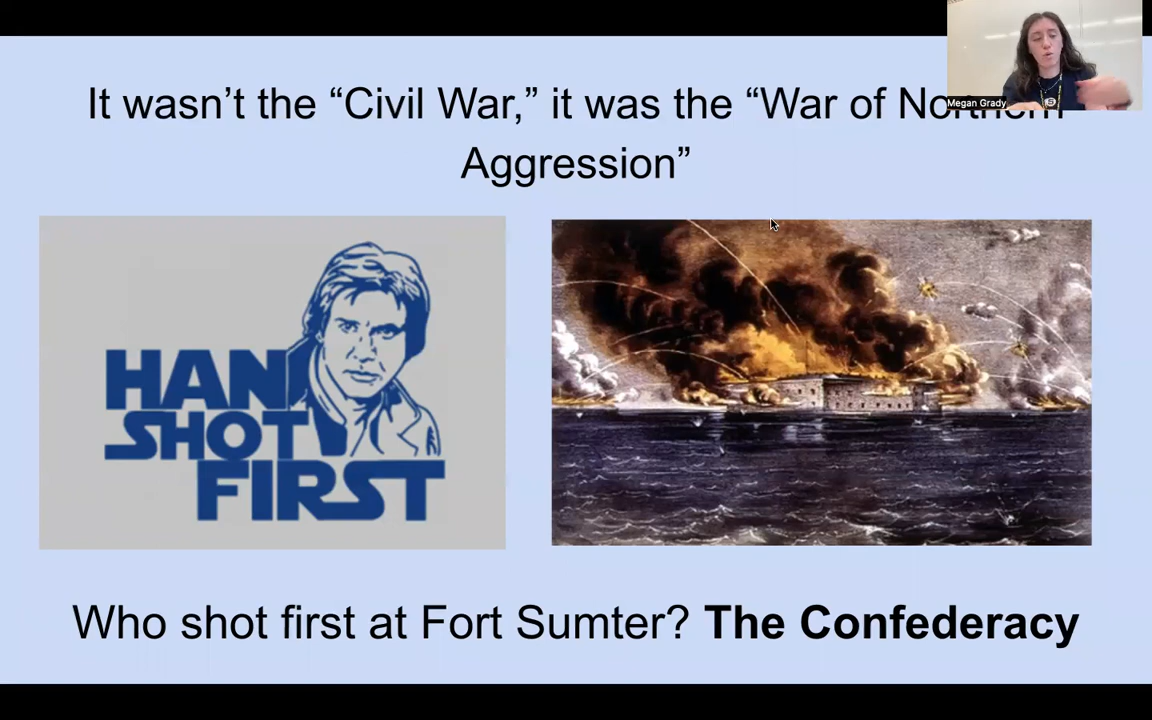 It wasn’t the “Civil War,” it was the “War of Northern
Aggression”
Megan Grady
HAN
SHOT
FIRST
Who shot first at Fort Sumter? The Confederacy